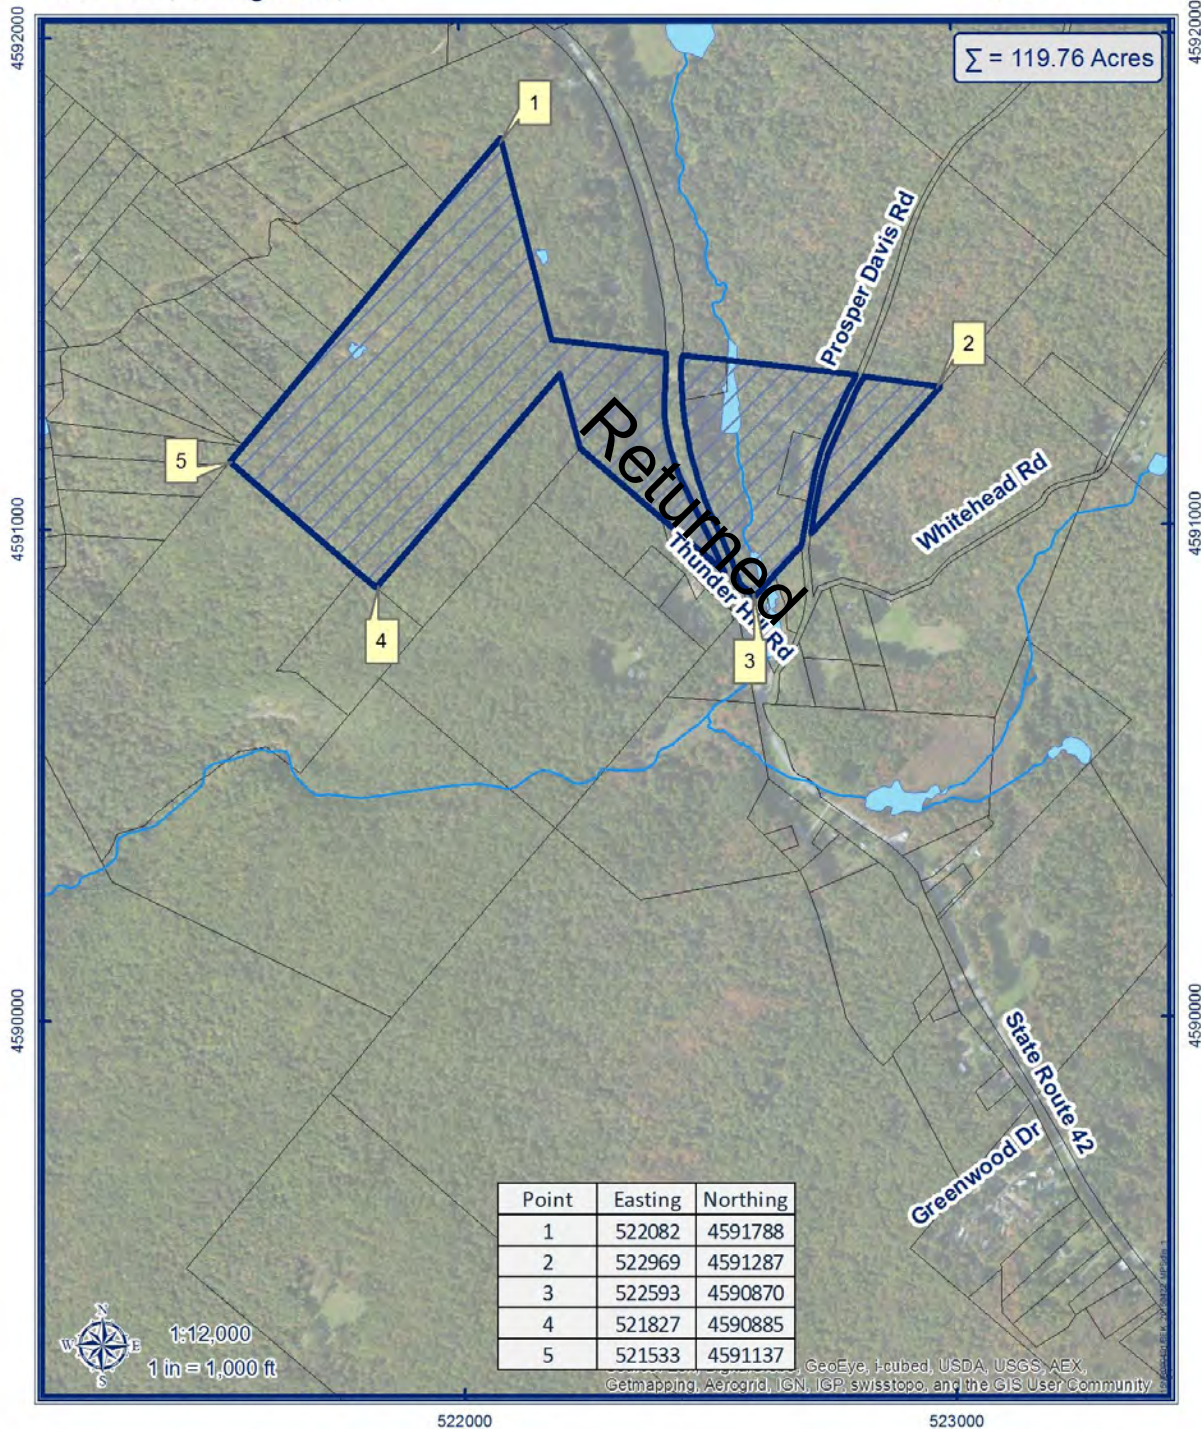 4592000
4592000
Σ = 119.76 Acres
1
Prosper Davis Rd
2
5
Returned
Whitehead Rd
4591000
4591000
Thunder Hill Rd
4
3
4590000
4590000
State Route 42
Greenwood Dr
Point Easting Northing
1 522082 4591788
2 522969 4591287
3 522593 4590870
4 521827 4590885
5 521533 4591137
N
W E
S
1:12,000
1 in = 1,000 ft
GeoEye, i-cubed, USDA, USGS, AEX,
Getmapping, Aerogrid, IGN, IGP, swisstopo, and the GIS User Community
522000
523000